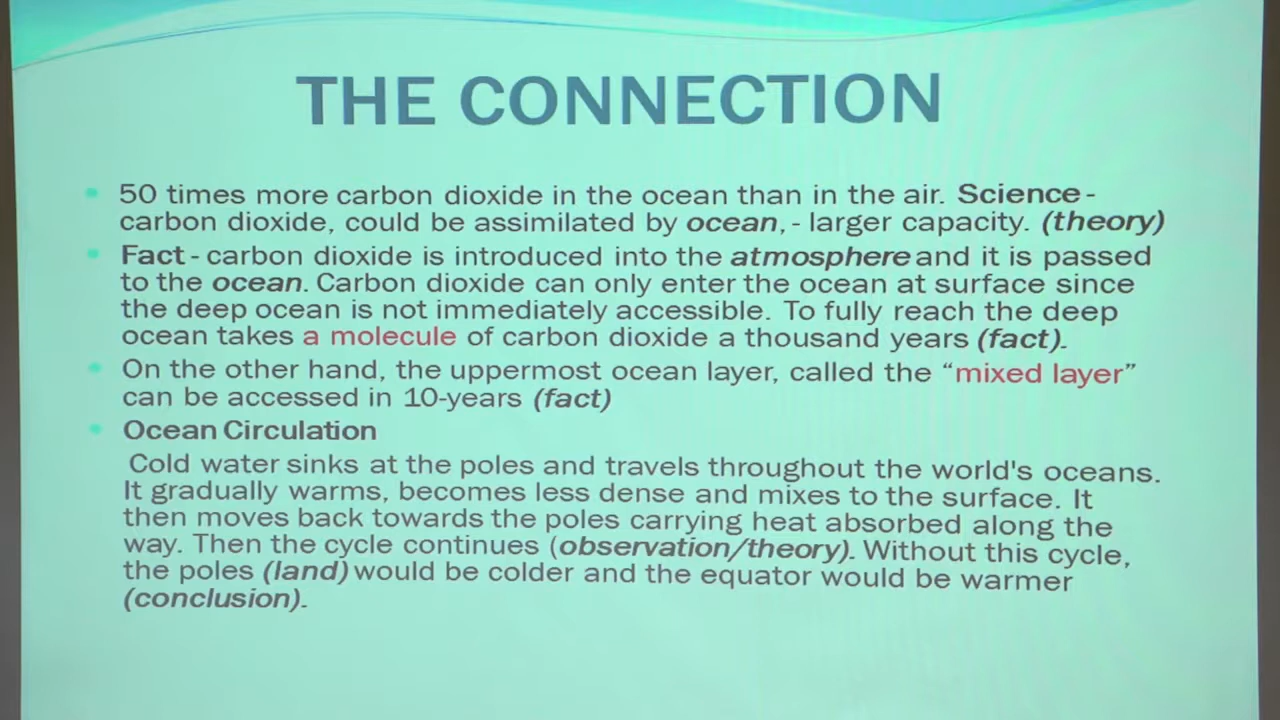 THE CONNECTION
50 times more carbon dioxide in the ocean than in the air. Science -
carbon dioxide, could be assimilated by ocean, - larger capacity. (theory)
Fact - carbon dioxide is introduced into the atmosphere and it is passed
to the ocean. Carbon dioxide can only enter the ocean at surface since
the deep ocean is not immediately accessible. To fully reach the deep
ocean takes a molecule of carbon dioxide a thousand years (fact).
On the other hand, the uppermost ocean layer, called the “mixed layer”
can be accessed in 10-years (fact)
Ocean Circulation
Cold water sinks at the poles and travels throughout the world's oceans.
It gradually warms, becomes less dense and mixes to the surface. It
then moves back towards the poles carrying heat absorbed along the
way. Then the cycle continues (observation/theory). Without this cycle,
the poles (land) would be colder and the equator would be warmer
(conclusion).